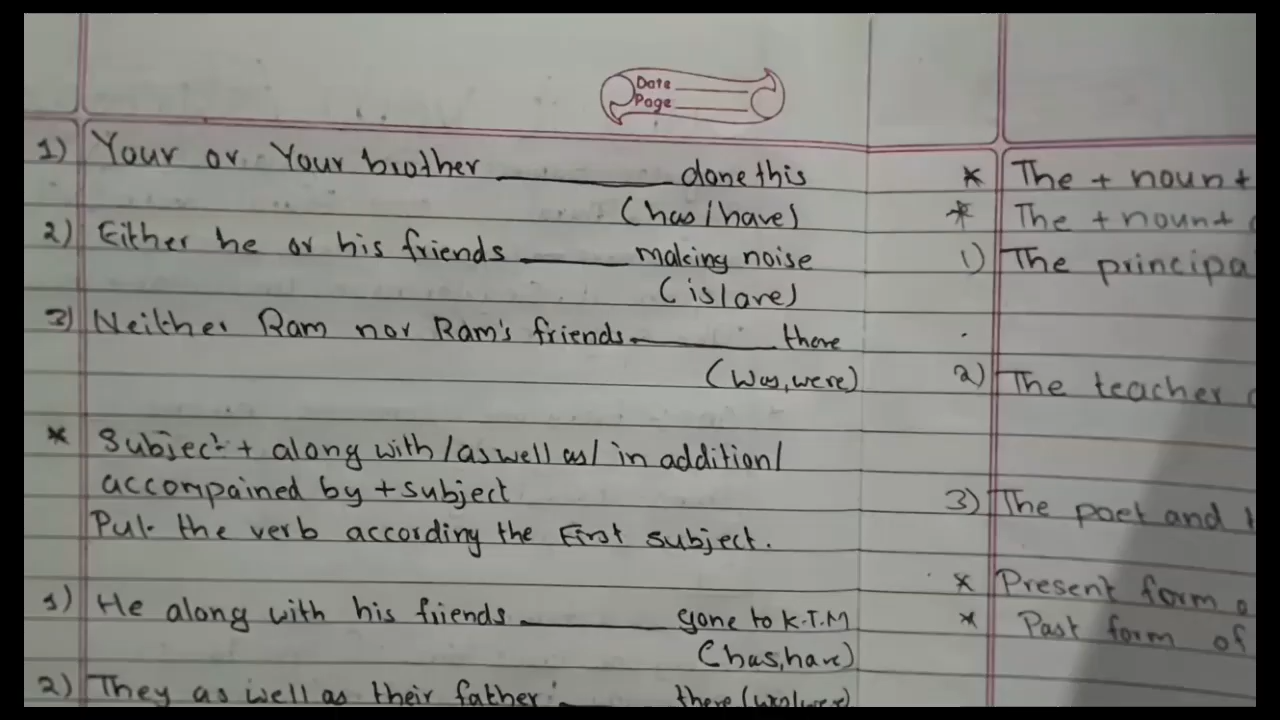 Date
Page
1) Your or Your brother ________ done this
(has/have)
2) Either he or his friends ______ making noise
(is/are)
3) Neither Ram nor Ram's friends ________ there
(Was, were)
* Subject + along with/as well as/ in addition/
accompained by + subject
Put the verb according the First subject.
1) He along with his friends ________ gone to K.T.M
(has, have)
2) They as well as their father ____ there (was/were)
* The + noun +
* The + noun +
1) The principa
2) The teacher
3) The poet and
* Present form
* Past form of